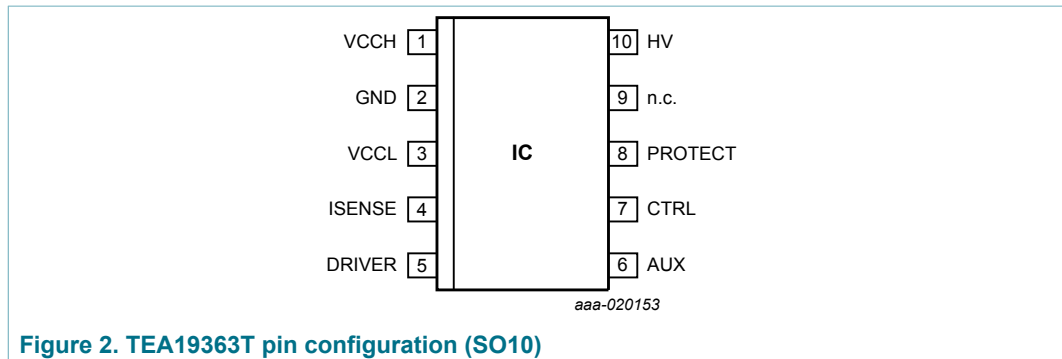 VCCH 1 10 HV
GND 2 9 n.c.
VCCL 3 IC 8 PROTECT
ISENSE 4 7 CTRL
DRIVER 5 6 AUX
aaa-020153
Figure 2. TEA19363T pin configuration (SO10)